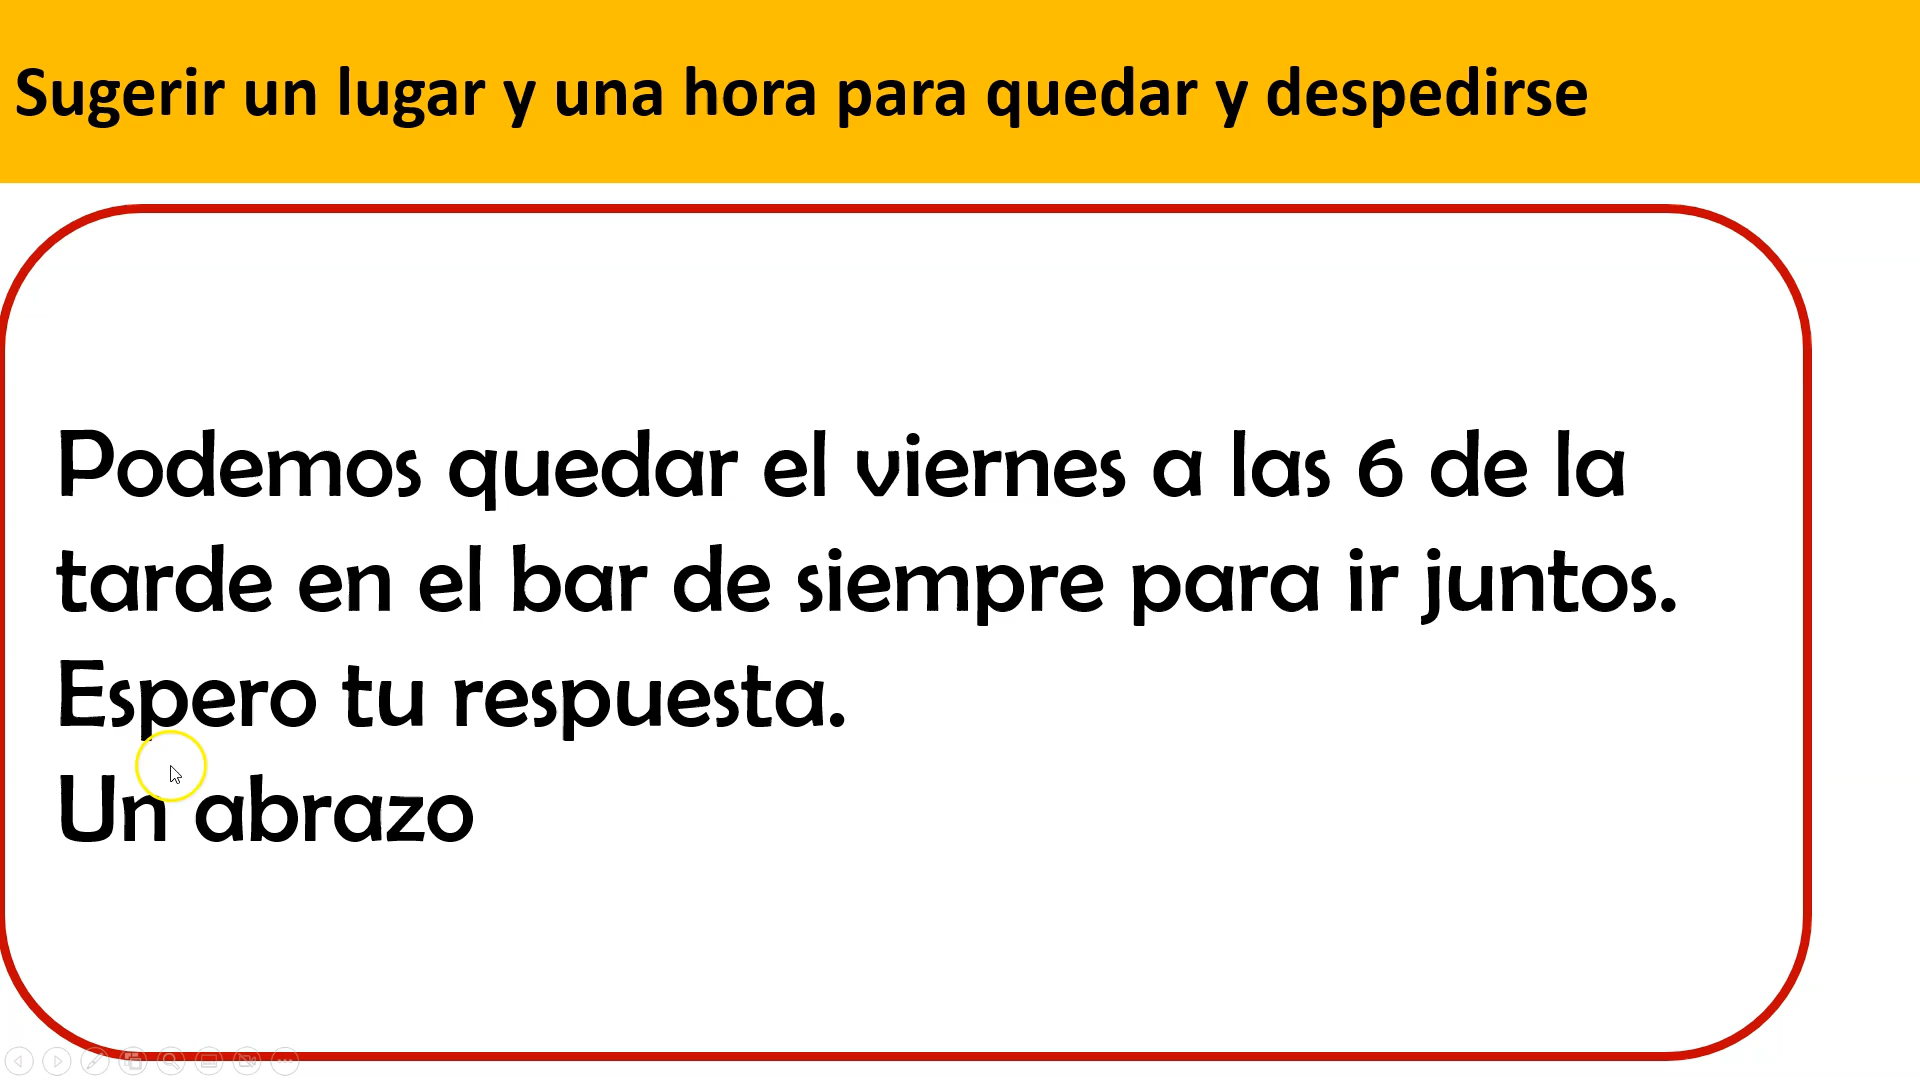 Sugerir un lugar y una hora para quedar y despedirse
Podemos quedar el viernes a las 6 de la
tarde en el bar de siempre para ir juntos.
Espero tu respuesta.
Un abrazo